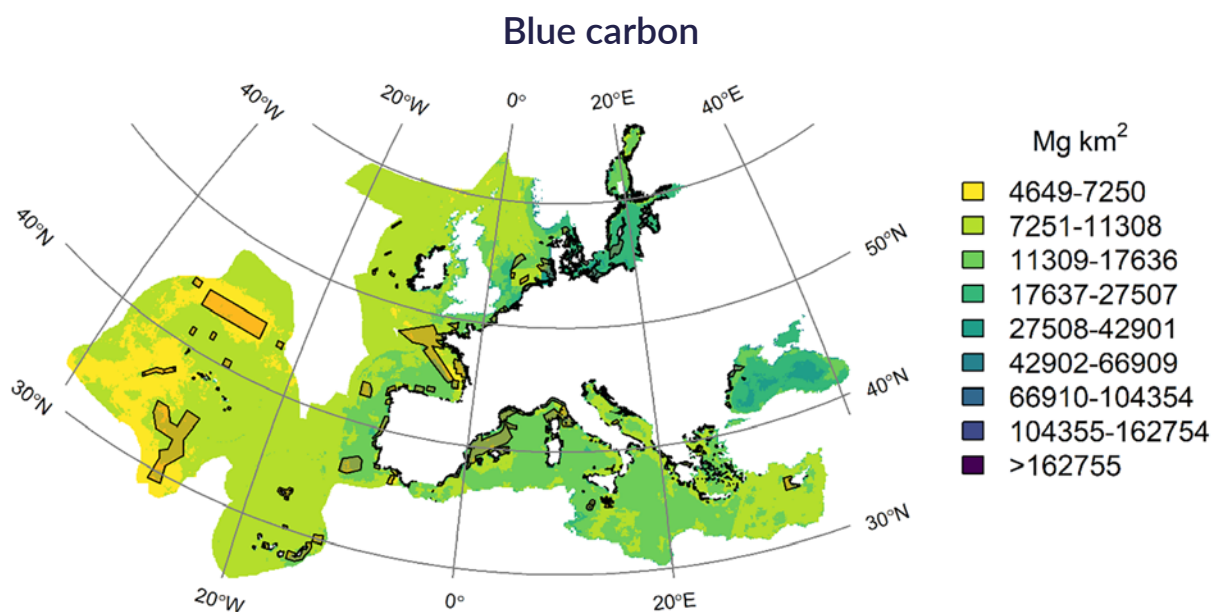 Blue carbon
40°W
20°W
0°
20°E
40°E
40°N
30°N
50°N
40°N
30°N
20°W
0°
20°E
Mg km²
4649-7250
7251-11308
11309-17636
17637-27507
27508-42901
42902-66909
66910-104354
104355-162754
>162755